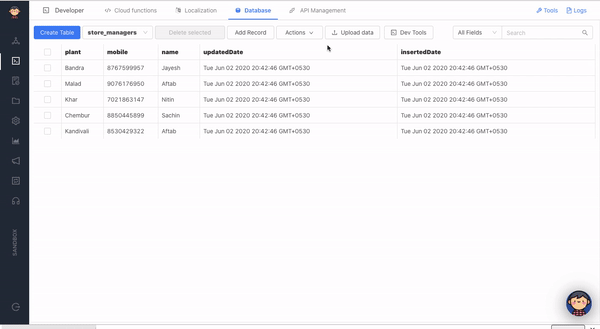 Developer Cloud functions Localization Database API Management Tools Logs
Create Table store_managers Delete selected Add Record Actions Upload data Dev Tools All Fields Search
plant mobile name updatedDate insertedDate
Bandra 8767599957 Jayesh Tue Jun 02 2020 20:42:46 GMT+0530 Tue Jun 02 2020 20:42:46 GMT+0530
Malad 9076176950 Aftab Tue Jun 02 2020 20:42:46 GMT+0530 Tue Jun 02 2020 20:42:46 GMT+0530
Khar 7021863147 Nitin Tue Jun 02 2020 20:42:46 GMT+0530 Tue Jun 02 2020 20:42:46 GMT+0530
Chembur 8850445899 Sachin Tue Jun 02 2020 20:42:46 GMT+0530 Tue Jun 02 2020 20:42:46 GMT+0530
Kandivali 8530429322 Aftab Tue Jun 02 2020 20:42:46 GMT+0530 Tue Jun 02 2020 20:42:46 GMT+0530
SANDBOX